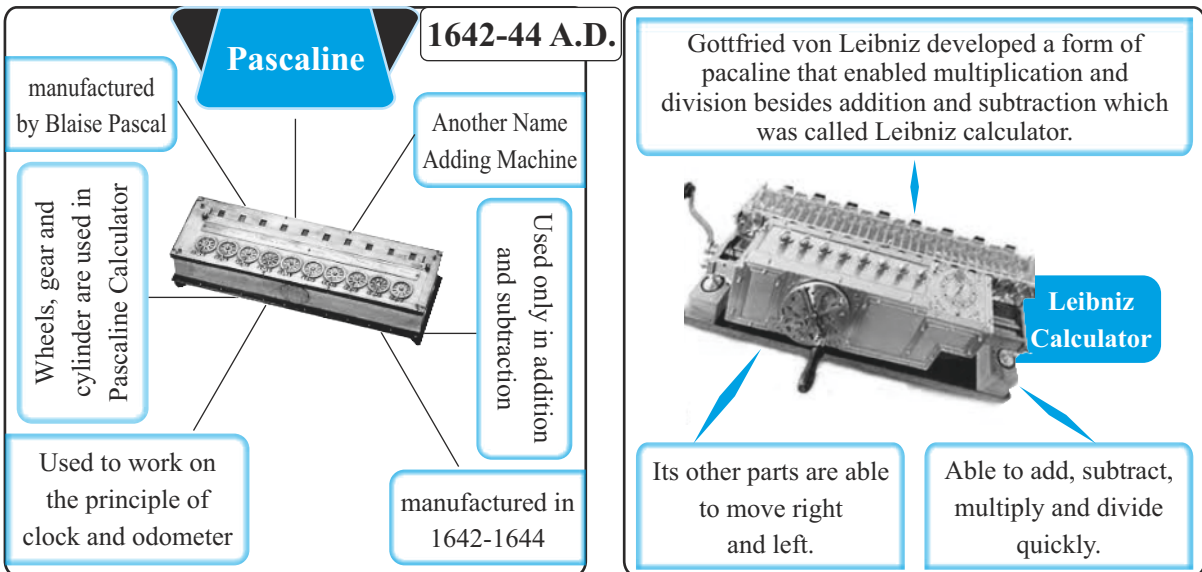 Pascaline
1642-44 A.D.
manufactured
by Blaise Pascal
Another Name
Adding Machine
Wheels, gear and
cylinder are used in
Pascaline Calculator
Used only in addition
and subtraction
Used to work on
the principle of
clock and odometer
manufactured in
1642-1644
Gottfried von Leibniz developed a form of
pacaline that enabled multiplication and
division besides addition and subtraction which
was called Leibniz calculator.
Leibniz
Calculator
Its other parts are able
to move right
and left.
Able to add, subtract,
multiply and divide
quickly.